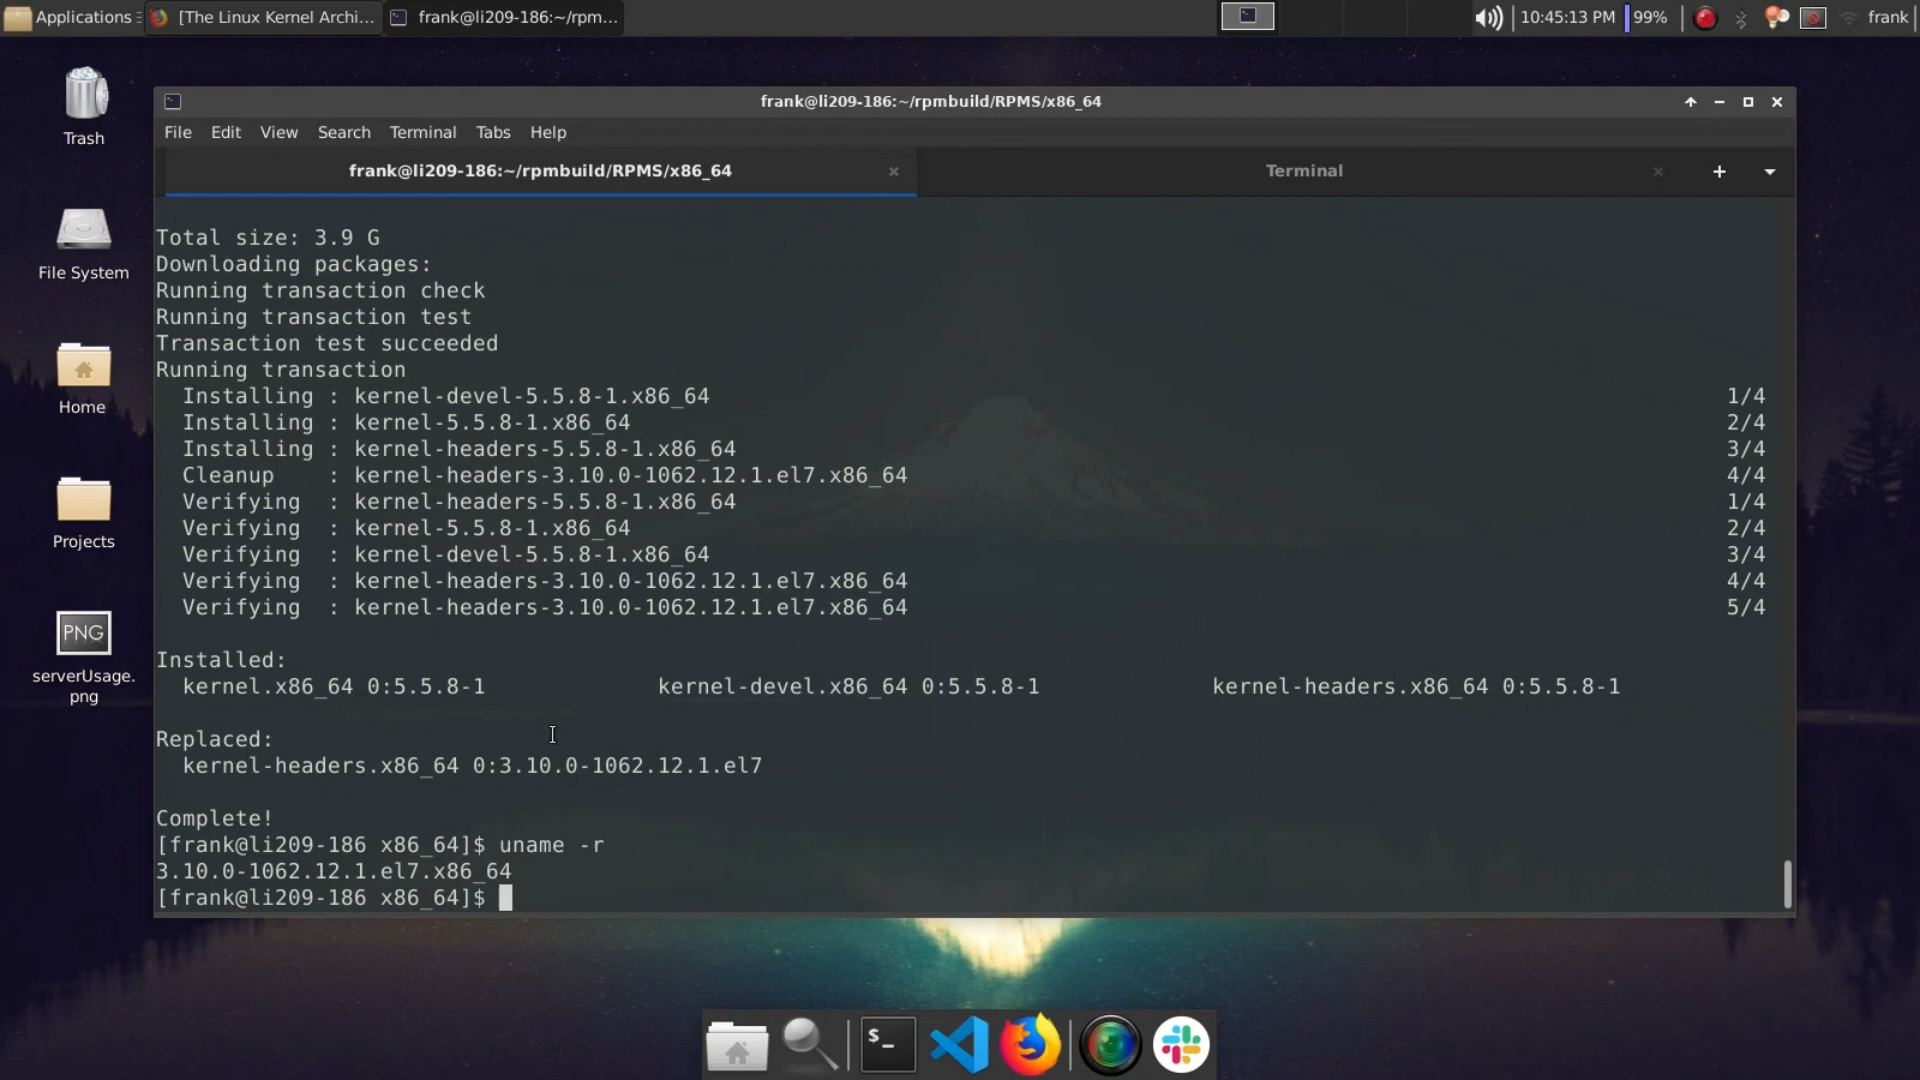 Applications
[The Linux Kernel Archi...
frank@li209-186:~/rpm...
10:45:13 PM
99%
frank
Trash
File System
Home
Projects
PNG
serverUsage.
png
frank@li209-186:~/rpmbuild/RPMS/x86_64
File Edit View Search Terminal Tabs Help
frank@li209-186:~/rpmbuild/RPMS/x86_64
Terminal
Total size: 3.9 G
Downloading packages:
Running transaction check
Running transaction test
Transaction test succeeded
Running transaction
Installing : kernel-devel-5.5.8-1.x86_64 1/4
Installing : kernel-5.5.8-1.x86_64 2/4
Installing : kernel-headers-5.5.8-1.x86_64 3/4
Cleanup : kernel-headers-3.10.0-1062.12.1.el7.x86_64 4/4
Verifying : kernel-headers-5.5.8-1.x86_64 1/4
Verifying : kernel-5.5.8-1.x86_64 2/4
Verifying : kernel-devel-5.5.8-1.x86_64 3/4
Verifying : kernel-headers-3.10.0-1062.12.1.el7.x86_64 4/4
Verifying : kernel-headers-3.10.0-1062.12.1.el7.x86_64 5/4
Installed:
kernel.x86_64 0:5.5.8-1 kernel-devel.x86_64 0:5.5.8-1 kernel-headers.x86_64 0:5.5.8-1
Replaced:
kernel-headers.x86_64 0:3.10.0-1062.12.1.el7
Complete!
[frank@li209-186 x86_64]$ uname -r
3.10.0-1062.12.1.el7.x86_64
[frank@li209-186 x86_64]$
$_